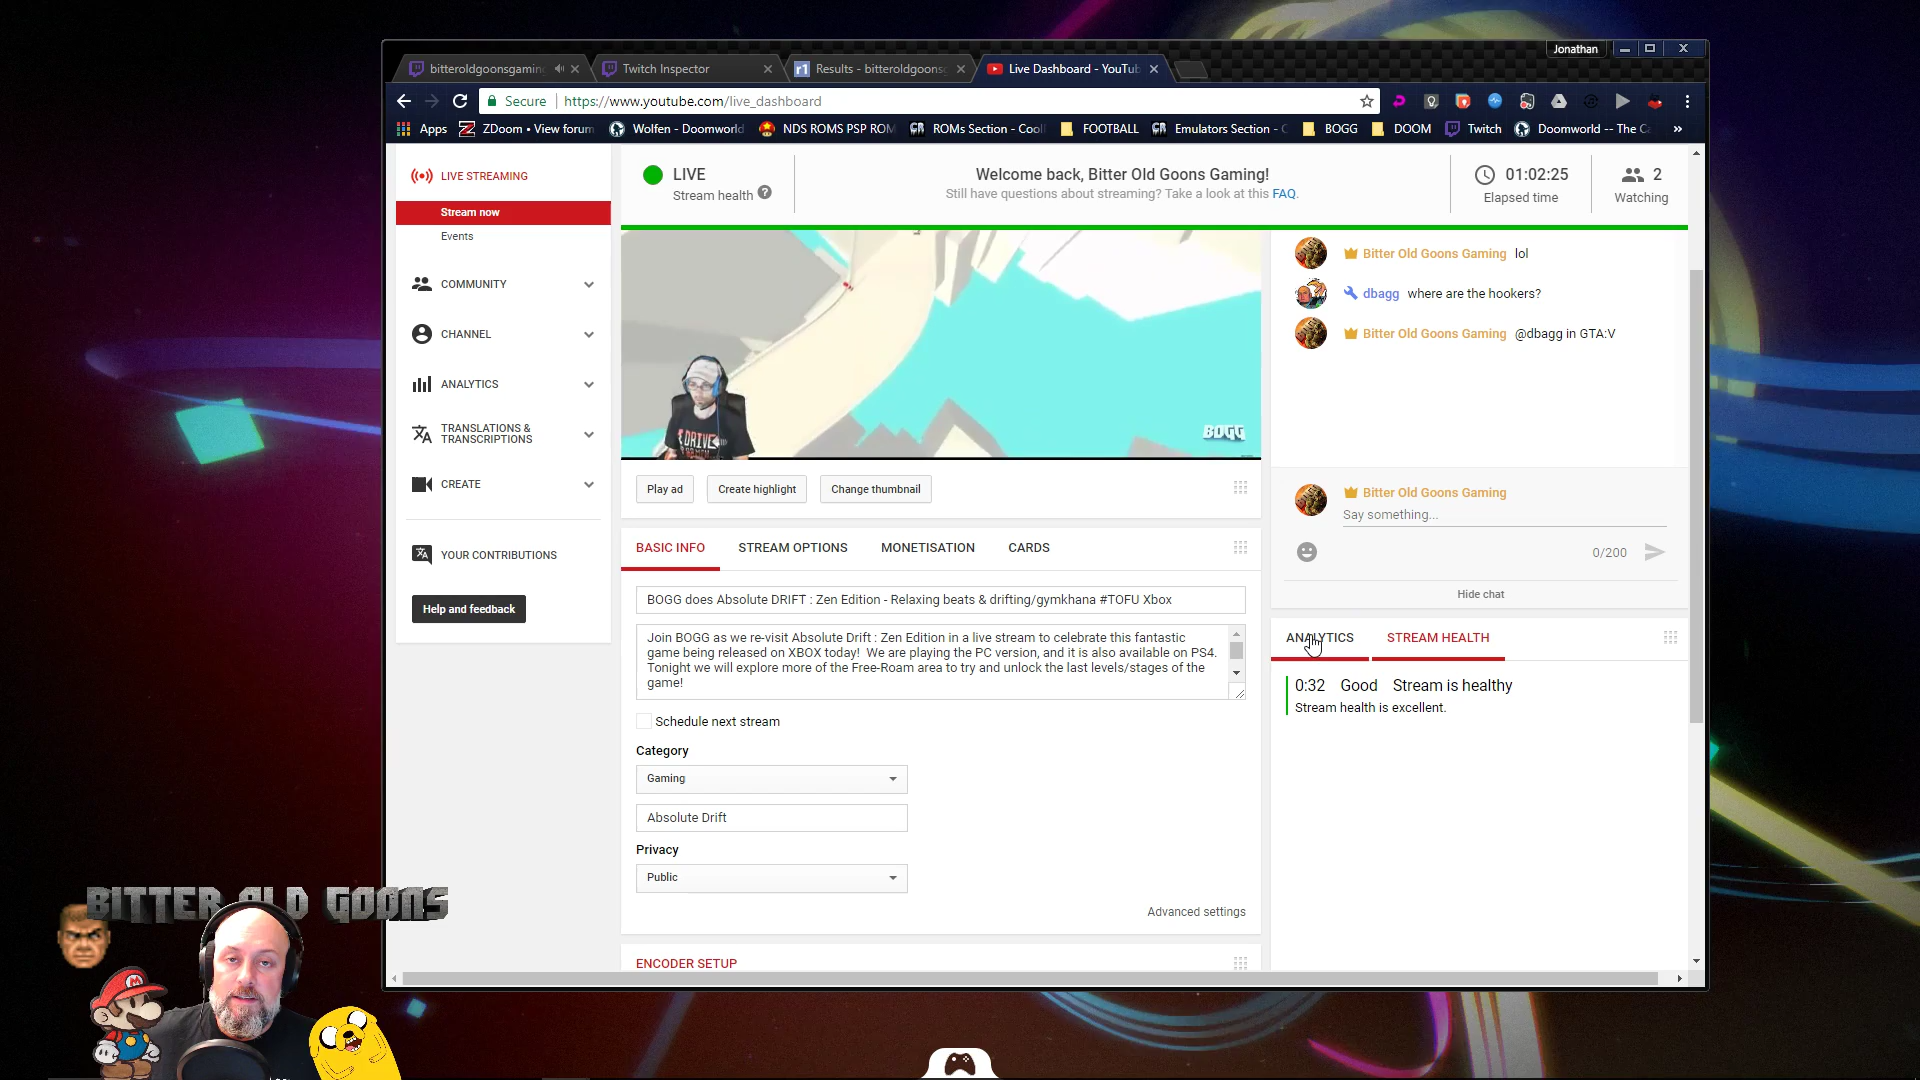 Jonathan
bitteroldgoonsgaming
Twitch Inspector
r1 Results - bitteroldgoons
Live Dashboard - YouTub
Secure https://www.youtube.com/live_dashboard
Apps ZDoom • View forum Wolfen - Doomworld NDS ROMS PSP ROM ROMs Section - Cool FOOTBALL Emulators Section - C BOGG DOOM Twitch Doomworld -- The Ca »
LIVE STREAMING
Stream now
Events
COMMUNITY
CHANNEL
ANALYTICS
TRANSLATIONS &
TRANSCRIPTIONS
CREATE
YOUR CONTRIBUTIONS
Help and feedback
LIVE
Stream health ?
Welcome back, Bitter Old Goons Gaming!
Still have questions about streaming? Take a look at this FAQ.
01:02:25
Elapsed time
2
Watching
DRIVE
BOGG
Bitter Old Goons Gaming lol
dbagg where are the hookers?
Bitter Old Goons Gaming @dbagg in GTA:V
Bitter Old Goons Gaming
Say something...
0/200
Hide chat
Play ad Create highlight Change thumbnail
BASIC INFO STREAM OPTIONS MONETISATION CARDS
BOGG does Absolute DRIFT : Zen Edition - Relaxing beats & drifting/gymkhana #TOFU Xbox
Join BOGG as we re-visit Absolute Drift : Zen Edition in a live stream to celebrate this fantastic
game being released on XBOX today! We are playing the PC version, and it is also available on PS4.
Tonight we will explore more of the Free-Roam area to try and unlock the last levels/stages of the
game!
Schedule next stream
Category
Gaming
Absolute Drift
Privacy
Public
Advanced settings
ENCODER SETUP
ANALYTICS STREAM HEALTH
0:32 Good Stream is healthy
Stream health is excellent.
BITTER OLD GOONS